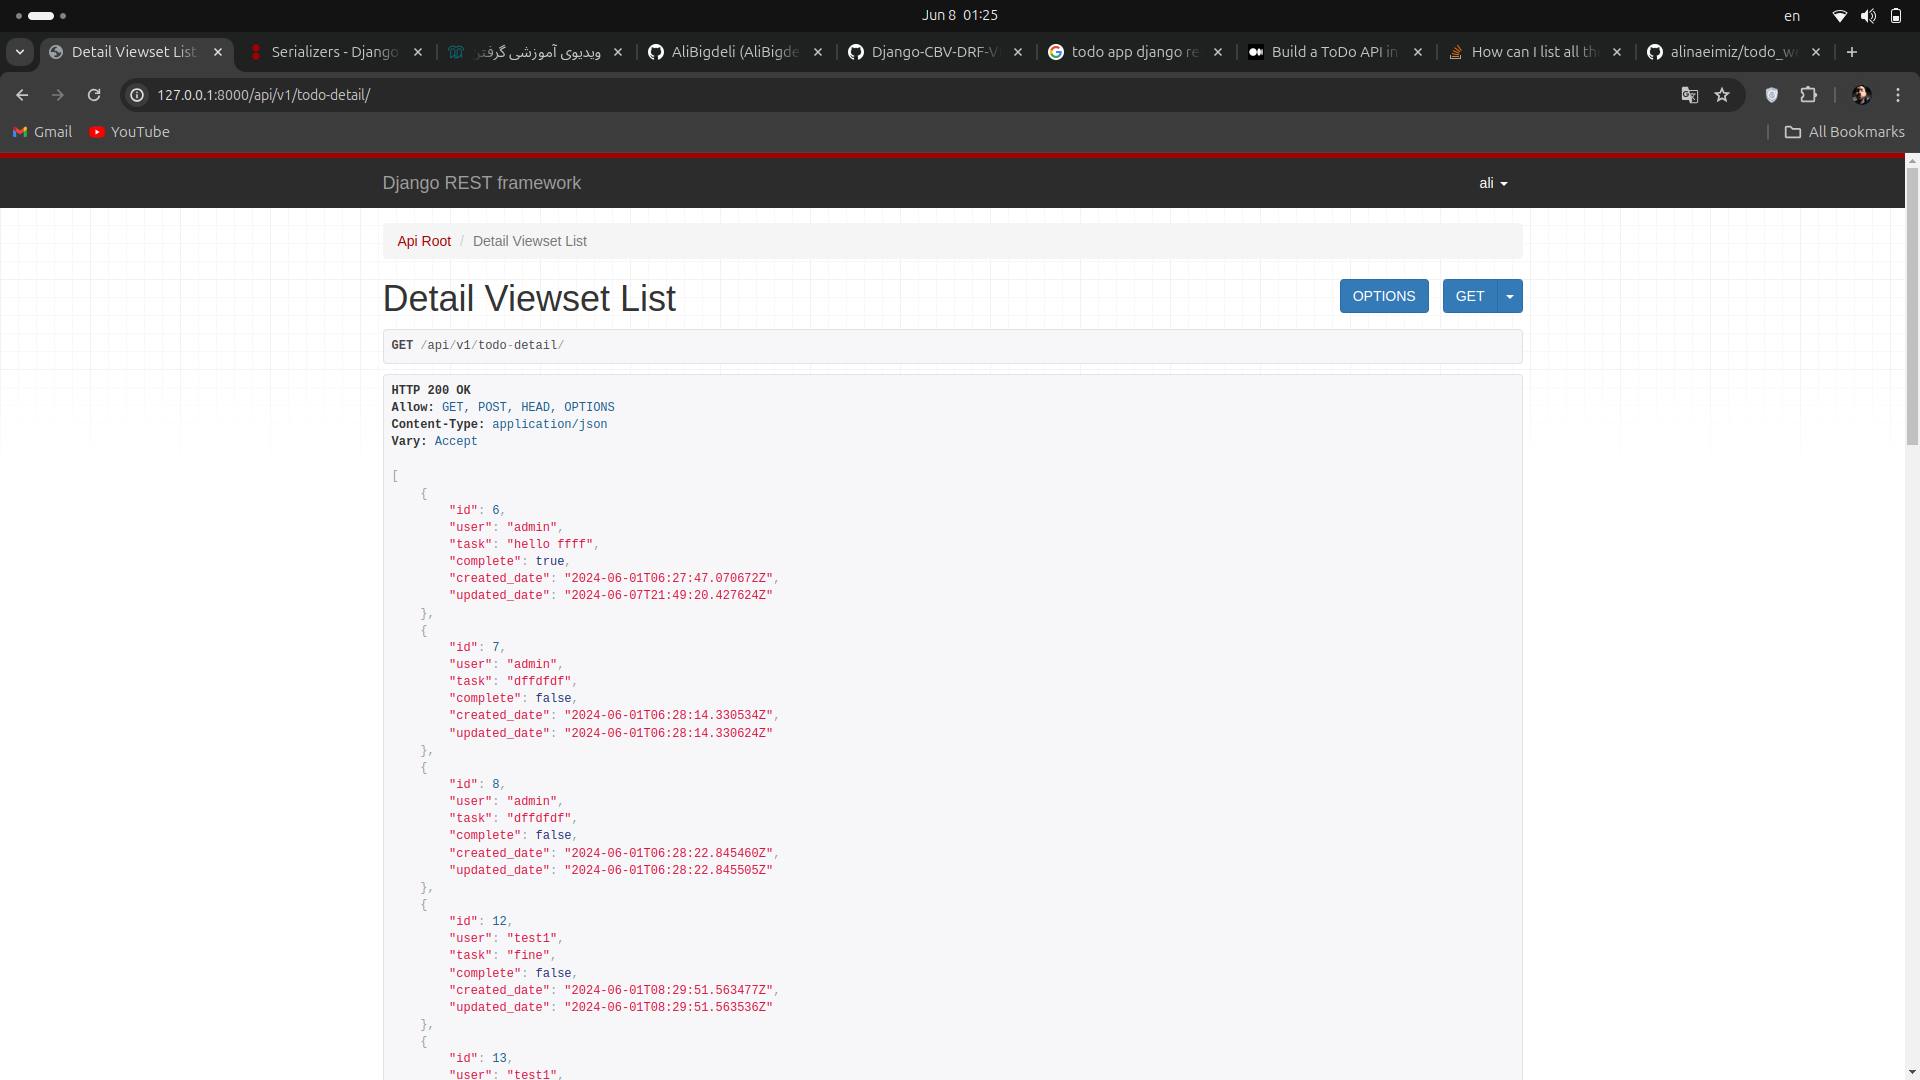 Jun 8 01:25
en
Detail Viewset List
Serializers - Django
ویدیوی آموزشی گرفتن
AliBigdeli (AliBigde
Django-CBV-DRF-V
todo app django re
Build a ToDo API in
How can I list all the
alinaeimiz/todo_we
127.0.0.1:8000/api/v1/todo-detail/
Gmail
YouTube
All Bookmarks
Django REST framework
ali
Api Root / Detail Viewset List
Detail Viewset List
OPTIONS
GET
GET /api/v1/todo-detail/
HTTP 200 OK
Allow: GET, POST, HEAD, OPTIONS
Content-Type: application/json
Vary: Accept
[
{
"id": 6,
"user": "admin",
"task": "hello ffff",
"complete": true,
"created_date": "2024-06-01T06:27:47.070672Z",
"updated_date": "2024-06-07T21:49:20.427624Z"
},
{
"id": 7,
"user": "admin",
"task": "dffdfdf",
"complete": false,
"created_date": "2024-06-01T06:28:14.330534Z",
"updated_date": "2024-06-01T06:28:14.330624Z"
},
{
"id": 8,
"user": "admin",
"task": "dffdfdf",
"complete": false,
"created_date": "2024-06-01T06:28:22.845460Z",
"updated_date": "2024-06-01T06:28:22.845505Z"
},
{
"id": 12,
"user": "test1",
"task": "fine",
"complete": false,
"created_date": "2024-06-01T08:29:51.563477Z",
"updated_date": "2024-06-01T08:29:51.563536Z"
},
{
"id": 13,
"user": "test1",